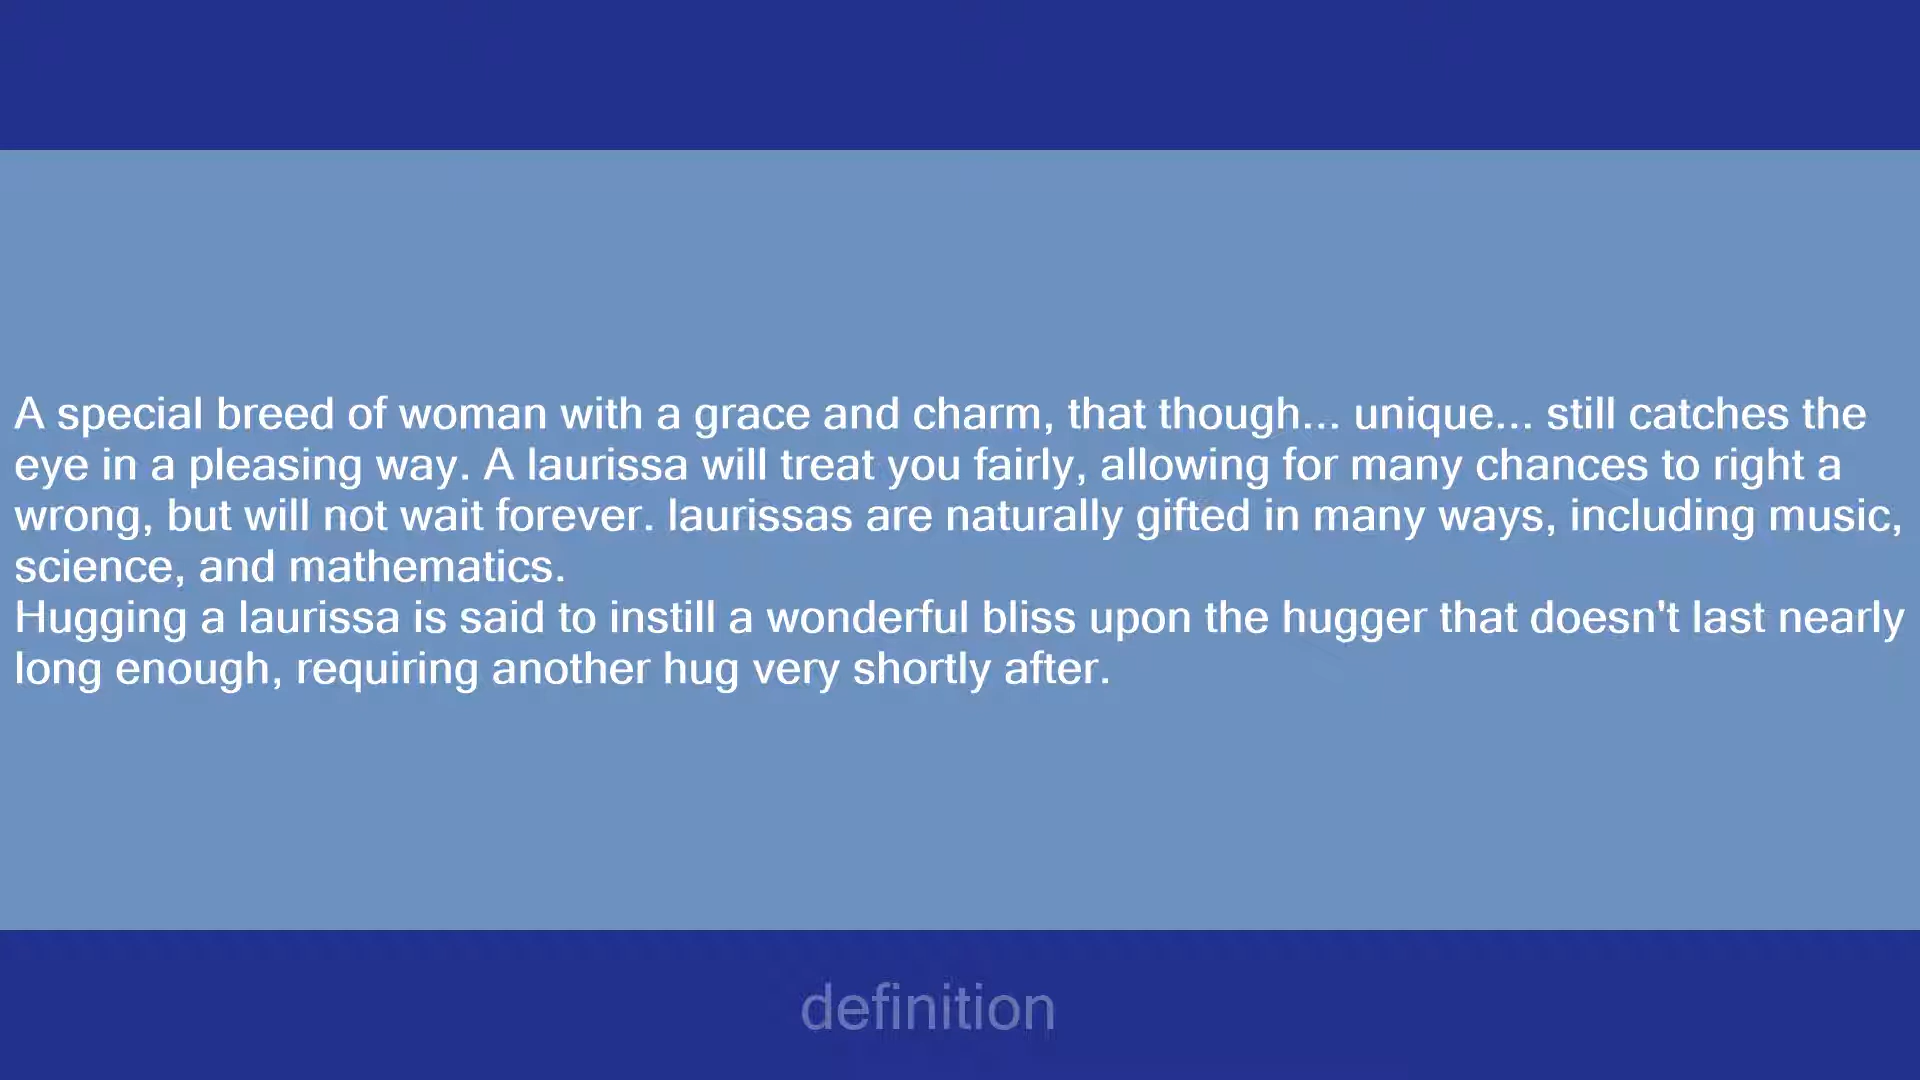 A special breed of woman with a grace and charm, that though... unique... still catches the
eye in a pleasing way. A laurissa will treat you fairly, allowing for many chances to right a
wrong, but will not wait forever. laurissas are naturally gifted in many ways, including music,
science, and mathematics.
Hugging a laurissa is said to instill a wonderful bliss upon the hugger that doesn't last nearly
long enough, requiring another hug very shortly after.
definition